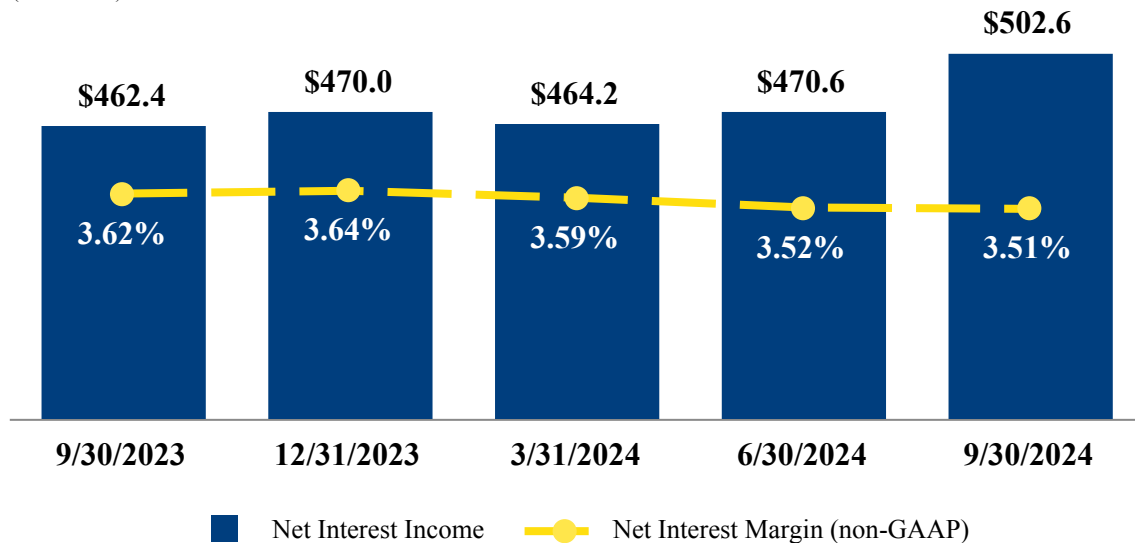 $462.4 $470.0 $464.2 $470.6 $502.6
3.62% 3.64% 3.59% 3.52% 3.51%
9/30/2023 12/31/2023 3/31/2024 6/30/2024 9/30/2024
Net Interest Income Net Interest Margin (non-GAAP)